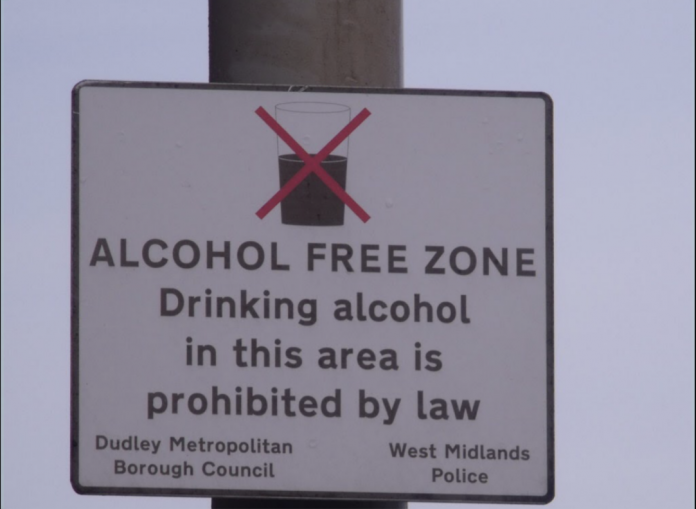 ALCOHOL FREE ZONE
Drinking alcohol
in this area is
prohibited by law
Dudley Metropolitan
Borough Council
West Midlands
Police